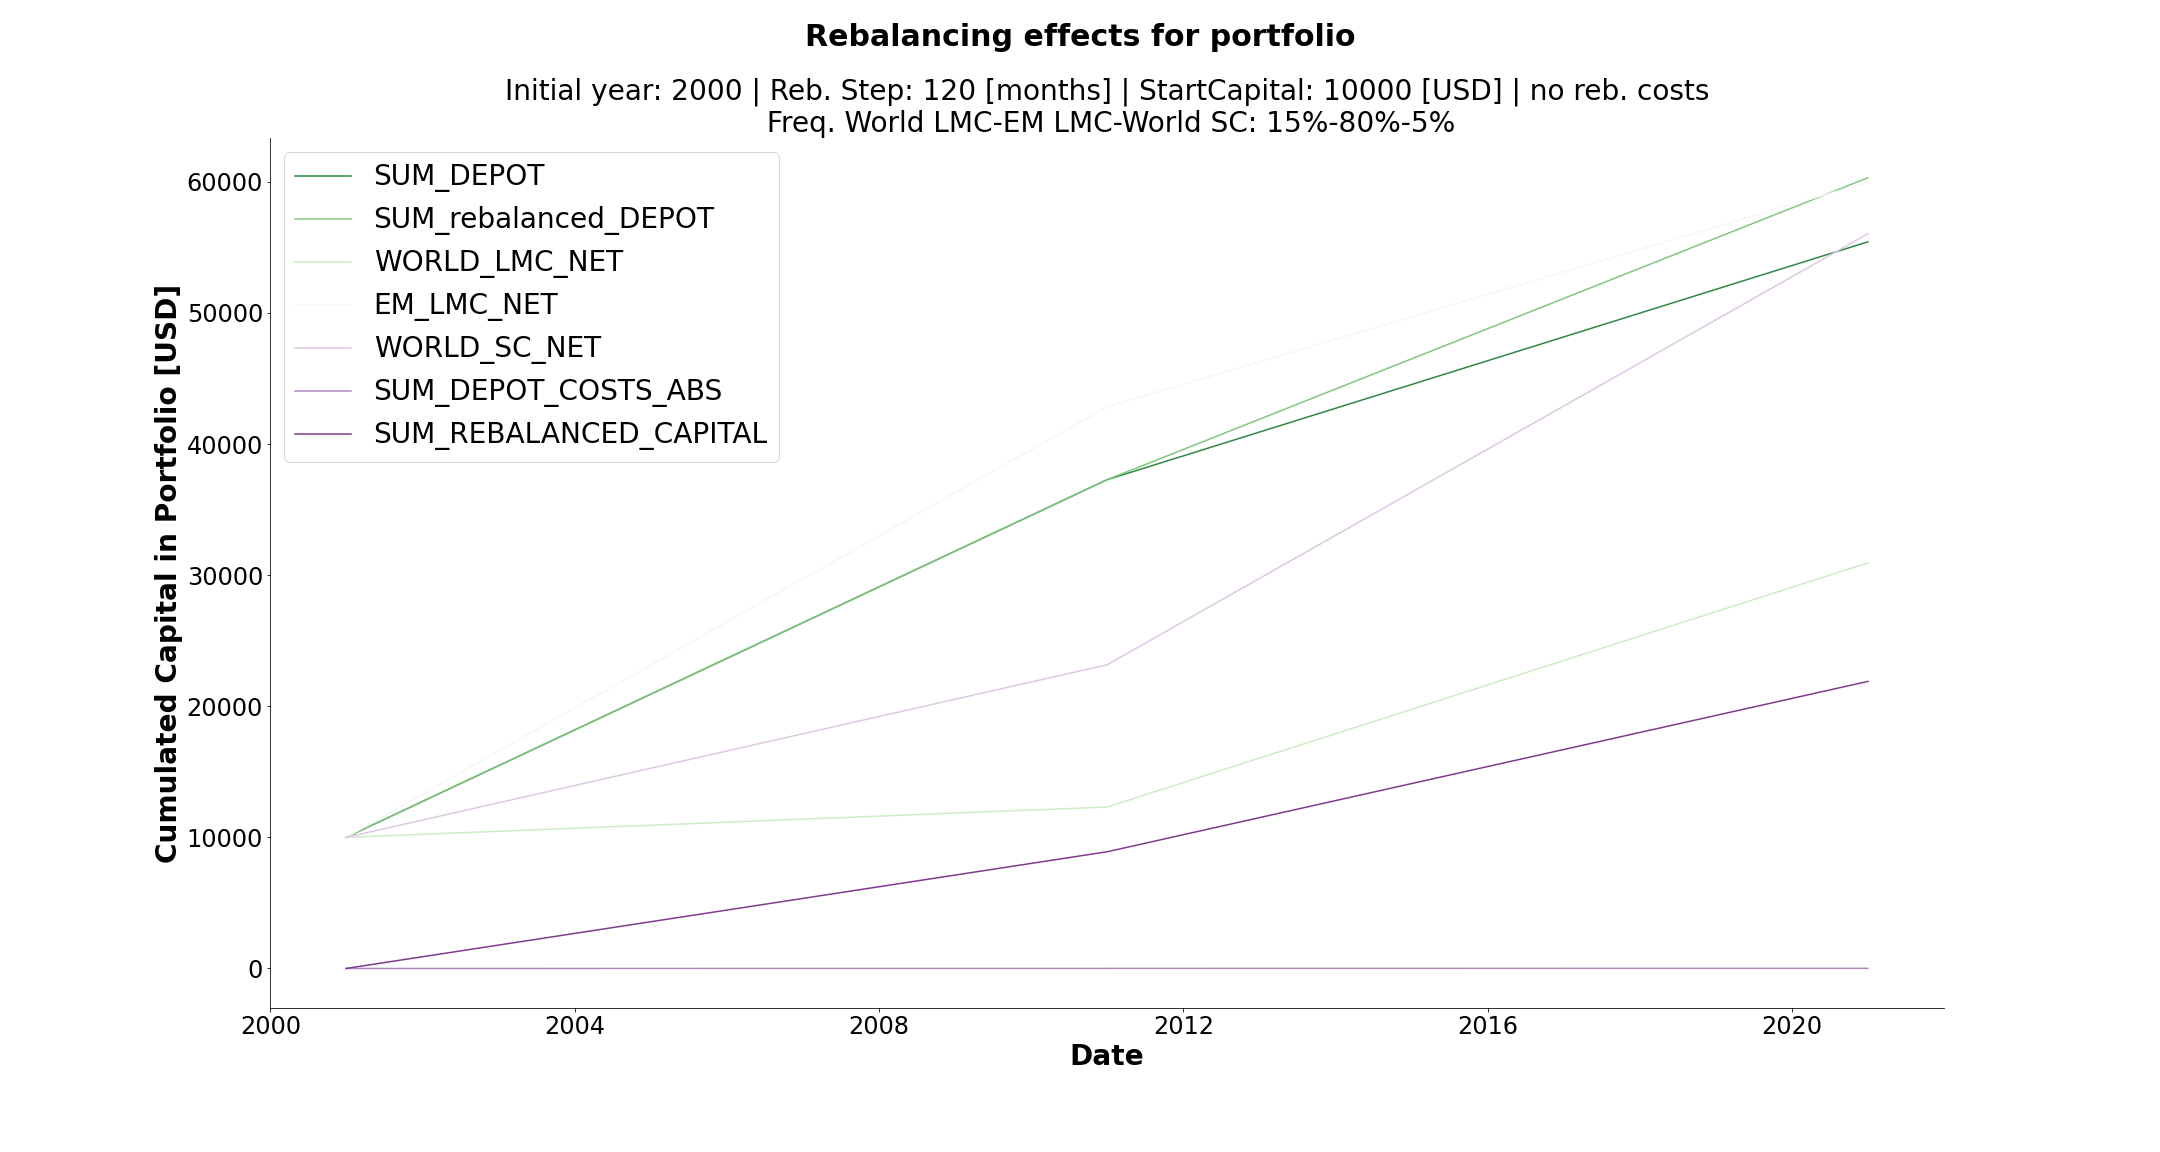 Rebalancing effects for portfolio
Initial year: 2000 | Reb. Step: 120 [months] | StartCapital: 10000 [USD] | no reb. costs
Freq. World LMC-EM LMC-World SC: 15%-80%-5%
SUM_DEPOT
SUM_rebalanced_DEPOT
WORLD_LMC_NET
EM_LMC_NET
WORLD_SC_NET
SUM_DEPOT_COSTS_ABS
SUM_REBALANCED_CAPITAL
Cumulated Capital in Portfolio [USD]
60000
50000
40000
30000
20000
10000
0
2000
2004
2008
2012
2016
2020
Date